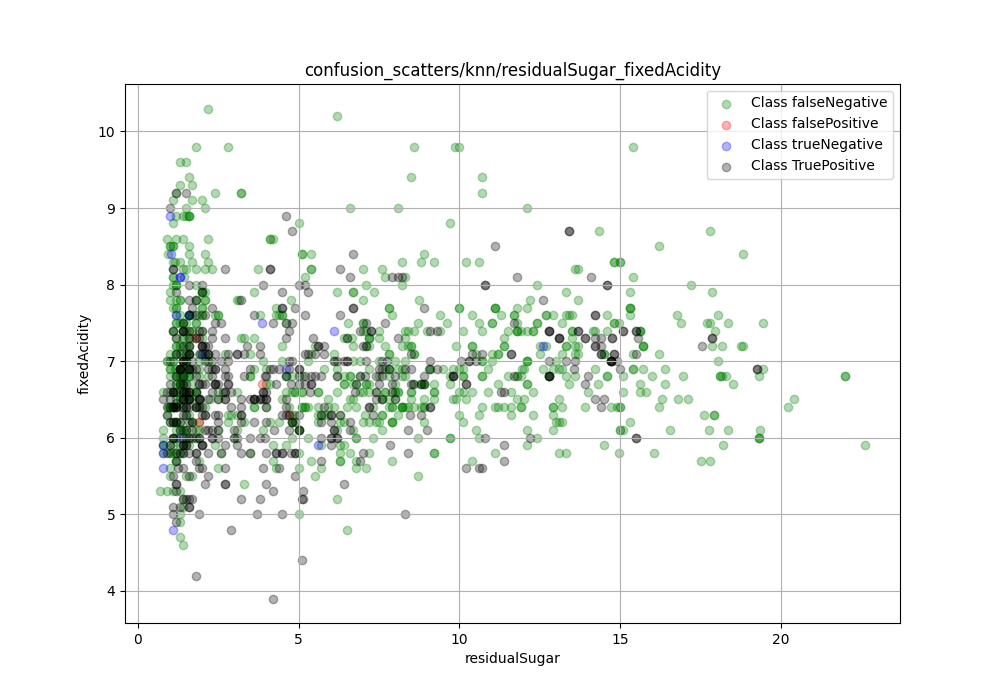 confusion_scatters/knn/residualSugar_fixedAcidity
Class falseNegative
Class falsePositive
Class trueNegative
Class TruePositive
10
9
8
7
6
5
4
fixedAcidity
0 5 10 15 20
residualSugar